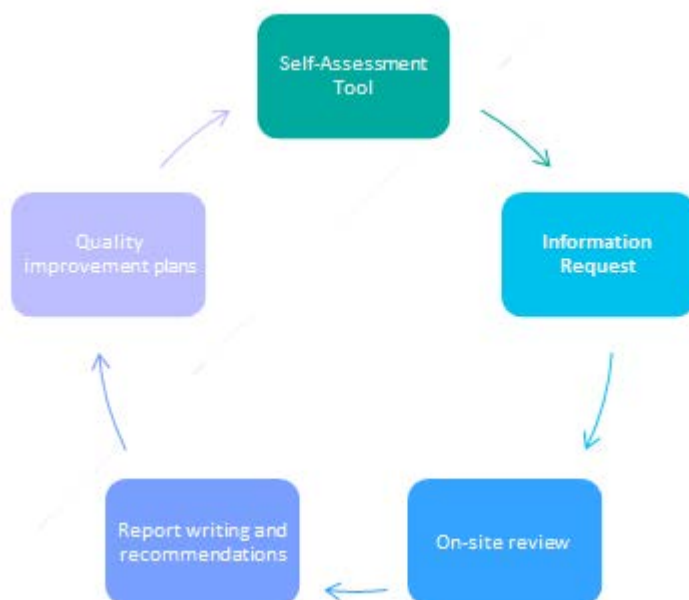 Self-Assessment
Tool
Information
Request
On-site review
Report writing and
recommendations
Quality
improvement plans